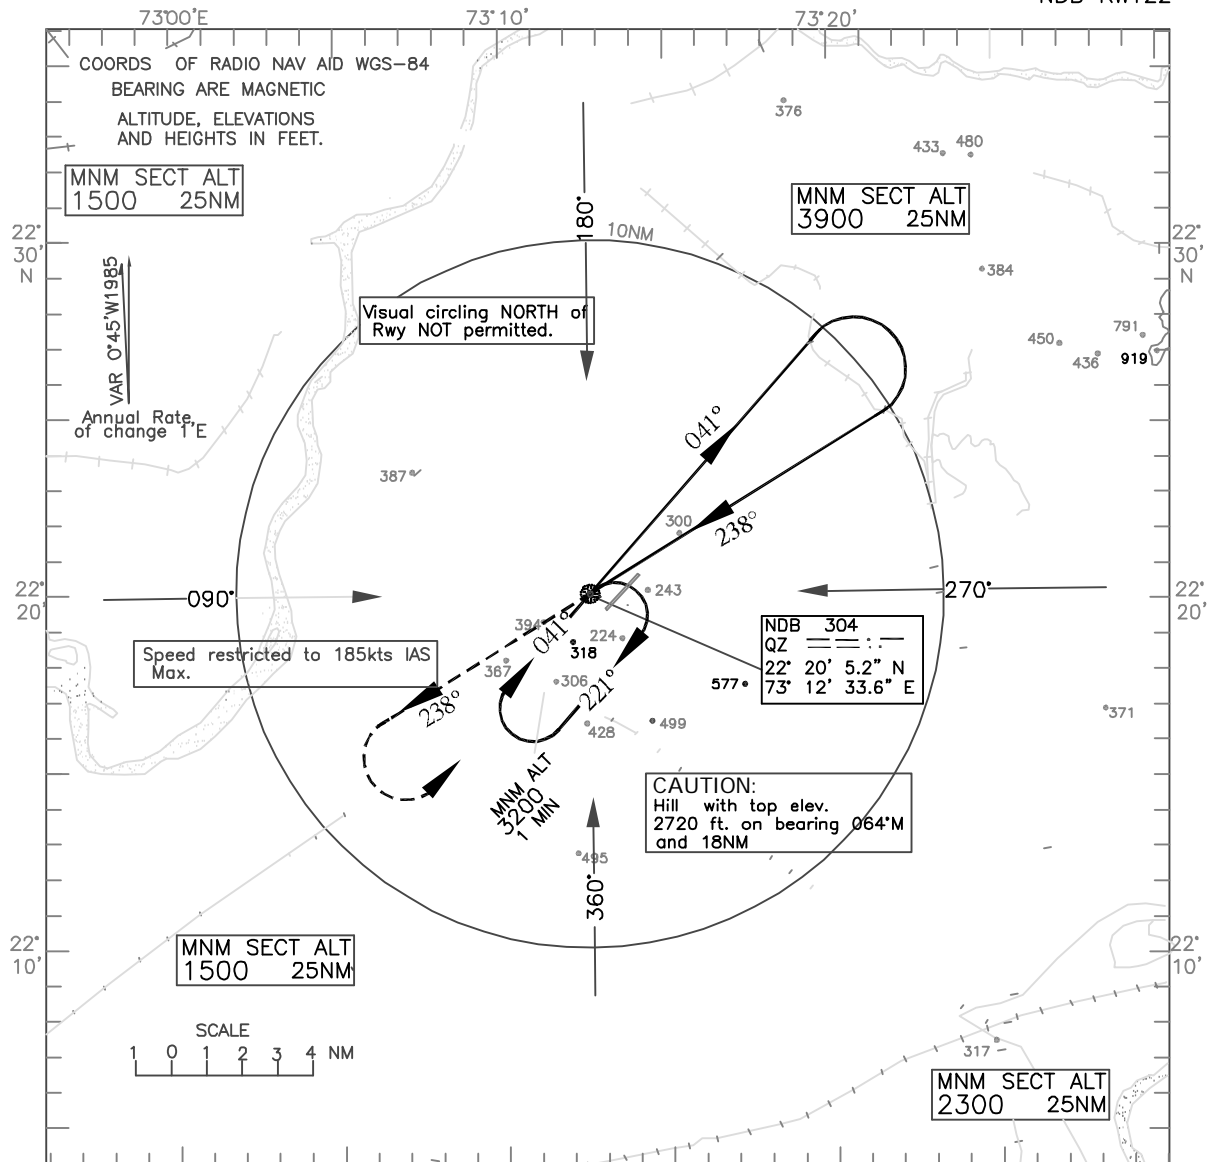 73°00'E
73°10'
73°20'
COORDS OF RADIO NAV AID WGS-84
BEARING ARE MAGNETIC
ALTITUDE, ELEVATIONS
AND HEIGHTS IN FEET.
376
433
480
MNM SECT ALT
1500 25NM
MNM SECT ALT
3900 25NM
180°
10NM
22°
30'
N
22°
30'
N
384
VAR 0°45'W1985
Visual circling NORTH of
Rwy NOT permitted.
450
436
791
919
Annual Rate,
of change 1'E
041°
387
300
238°
22°
20'
090°
243
270°
22°
20'
394
041°
224
318
NDB 304
QZ
22° 20' 5.2" N
73° 12' 33.6" E
Speed restricted to 185kts IAS
Max.
367
306
221°
577
238°
428
499
371
MNM ALT
3200
1 MIN
CAUTION:
Hill with top elev.
2720 ft. on bearing 064°M
and 18NM
495
360°
22°
10'
MNM SECT ALT
1500 25NM
22°
10'
SCALE
1 0 1 2 3 4 NM
317
MNM SECT ALT
2300 25NM